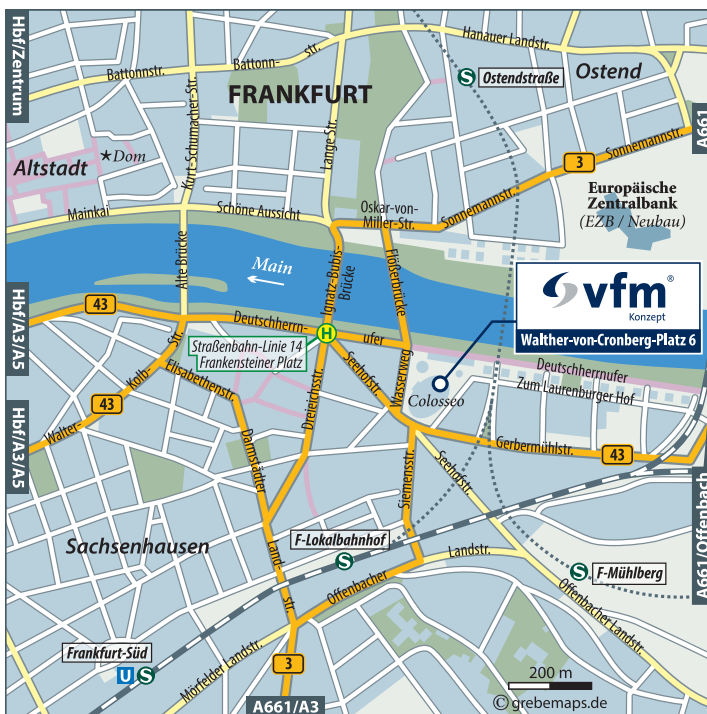 Hbf/Zentrum
Hanauer Landstr.
Battonnstr.
Battonn-
str.
Ostendstraße
Ostend
FRANKFURT
Kurt-Schumacher-Str.
Lange Str.
A661
Sonnemannstr.
3
Dom
Altstadt
Europäische
Zentralbank
(EZB / Neubau)
Mainkai
Schöne Aussicht
Oskar-von-
Miller-Str.
Sonnemannstr.
Alte Brücke
Main
Ignatz-Bubis-
Brücke
Flößerbrücke
vfm®
Konzept
Walther-von-Cronberg-Platz 6
Hbf/A3/A5
43
Deutschherrn-
ufer
H
Straßenbahn-Linie 14
Frankensteiner Platz
Deutschherrnufer
Zum Laurenburger Hof
Colosseo
Wasserweg
Seehofstr.
Elisabethenstr.
Dreieichstr.
Walter-
Kolb-
Str.
43
Hbf/A3/A5
Darmstädter
Land-
str.
Gerbermühlstr.
43
Siemensstr.
Seehofstr.
A661/Offenbach
Sachsenhausen
F-Lokalbahnhof
S
Landstr.
Offenbacher
S
F-Mühlberg
Offenbacher Landstr.
Frankfurt-Süd
U
S
Mörfelder Landstr.
3
A661/A3
200 m
© grebemaps.de